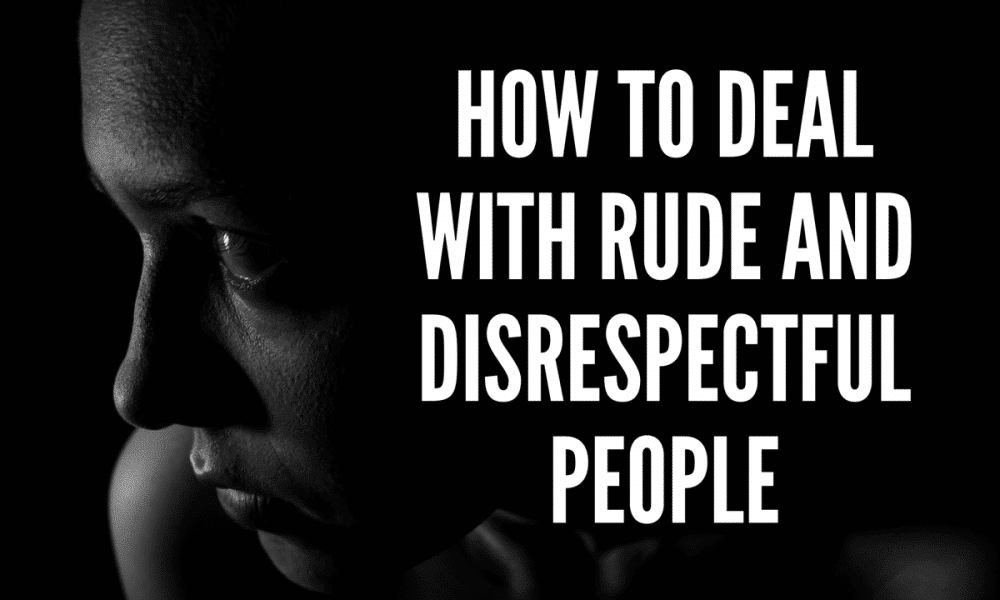 HOW TO DEAL
WITH RUDE AND
DISRESPECTFUL
PEOPLE